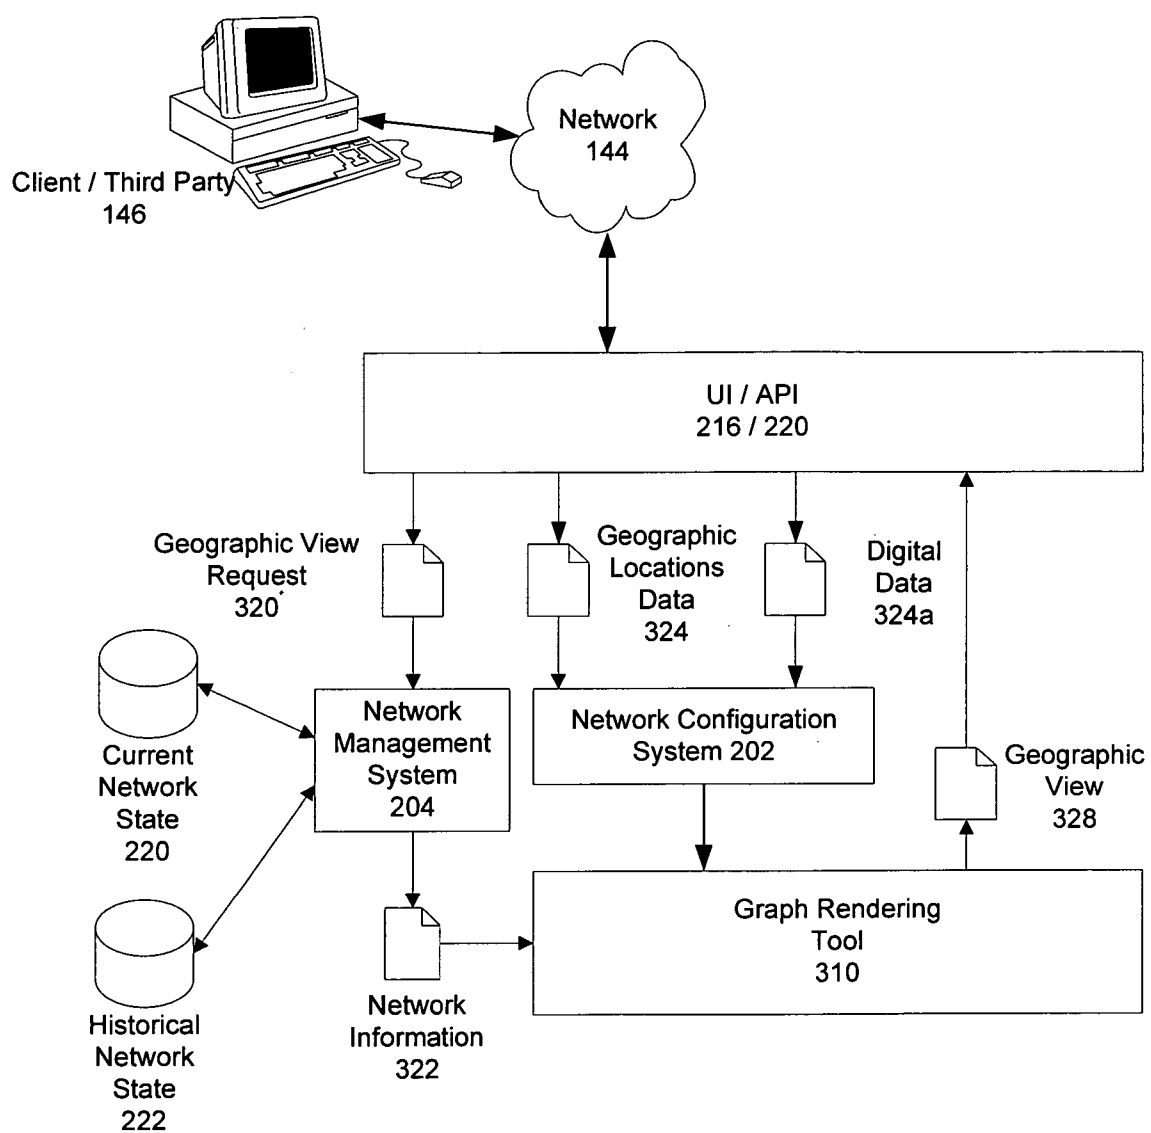 Network
144
Client / Third Party
146
UI / API
216 / 220
Geographic View
Request
320
Geographic
Locations
Data
324
Digital
Data
324a
Current
Network
State
220
Network
Management
System
204
Network Configuration
System 202
Geographic
View
328
Historical
Network
State
222
Network
Information
322
Graph Rendering
Tool
310